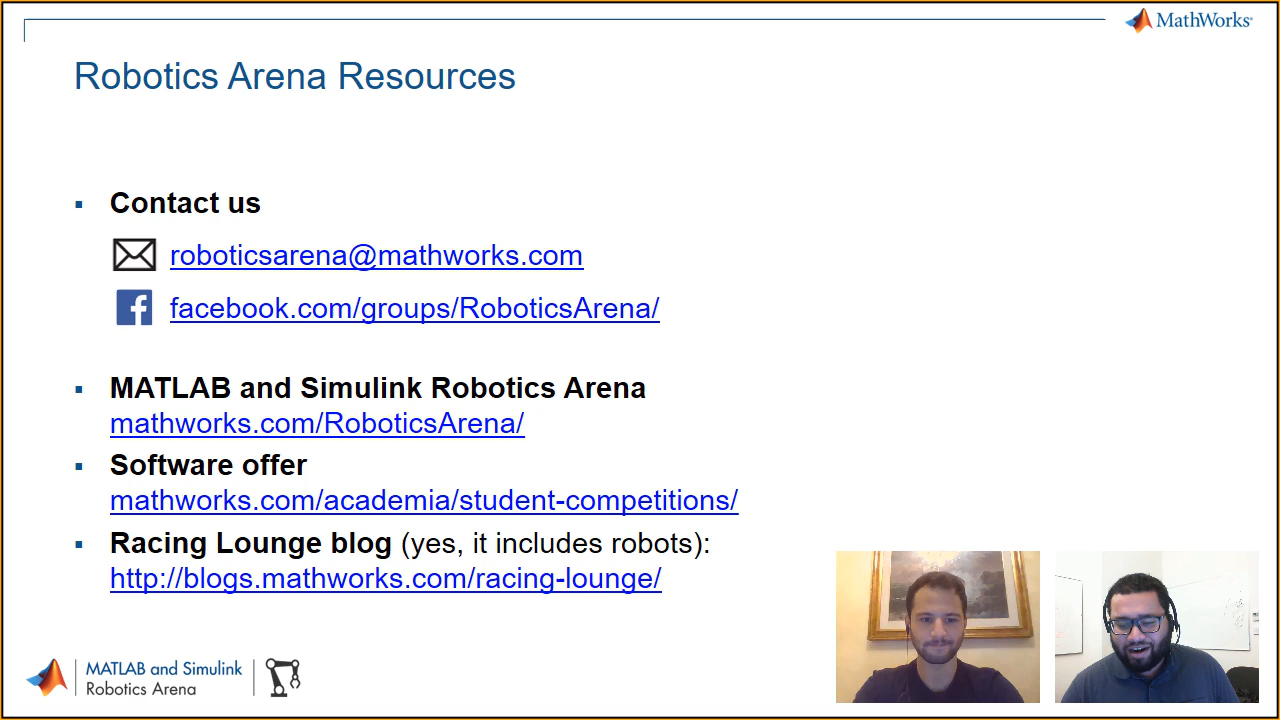 MathWorks®
Robotics Arena Resources
▪ Contact us
roboticsarena@mathworks.com
facebook.com/groups/RoboticsArena/
▪ MATLAB and Simulink Robotics Arena
mathworks.com/RoboticsArena/
▪ Software offer
mathworks.com/academia/student-competitions/
▪ Racing Lounge blog (yes, it includes robots):
http://blogs.mathworks.com/racing-lounge/
MATLAB and Simulink
Robotics Arena